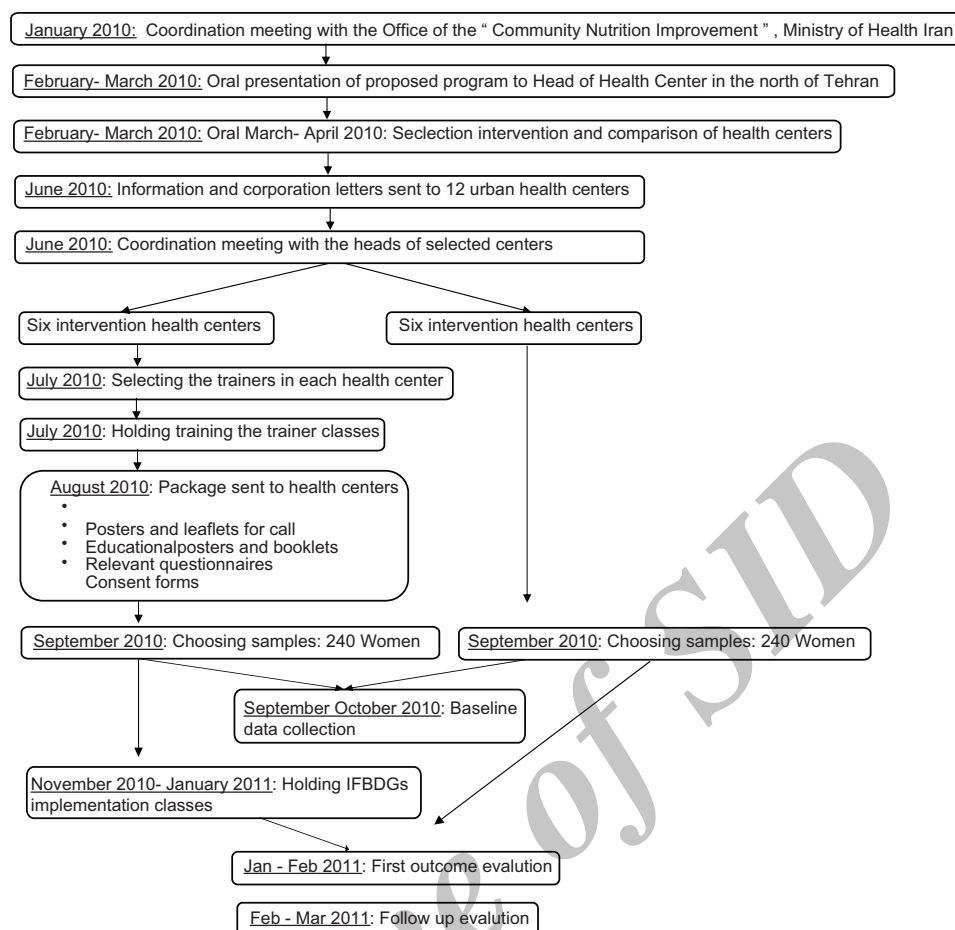 January 2010: Coordination meeting with the Office of the “ Community Nutrition Improvement ” , Ministry of Health Iran
February- March 2010: Oral presentation of proposed program to Head of Health Center in the north of Tehran
February- March 2010: Oral March- April 2010: Seclection intervention and comparison of health centers
June 2010: Information and corporation letters sent to 12 urban health centers
June 2010: Coordination meeting with the heads of selected centers
Six intervention health centers
Six intervention health centers
July 2010: Selecting the trainers in each health center
July 2010: Holding training the trainer classes
August 2010: Package sent to health centers
•
• Posters and leaflets for call
• Educationalposters and booklets
• Relevant questionnaires
Consent forms
September 2010: Choosing samples: 240 Women
September 2010: Choosing samples: 240 Women
September October 2010: Baseline
data collection
November 2010- January 2011: Holding IFBDGs
implementation classes
Jan - Feb 2011: First outcome evalution
Feb - Mar 2011: Follow up evalution
of SID